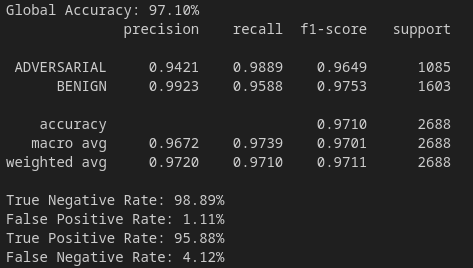 Global Accuracy: 97.10%
precision recall f1-score support
ADVERSARIAL 0.9421 0.9889 0.9649 1085
BENIGN 0.9923 0.9588 0.9753 1603
accuracy 0.9710 2688
macro avg 0.9672 0.9739 0.9701 2688
weighted avg 0.9720 0.9710 0.9711 2688
True Negative Rate: 98.89%
False Positive Rate: 1.11%
True Positive Rate: 95.88%
False Negative Rate: 4.12%